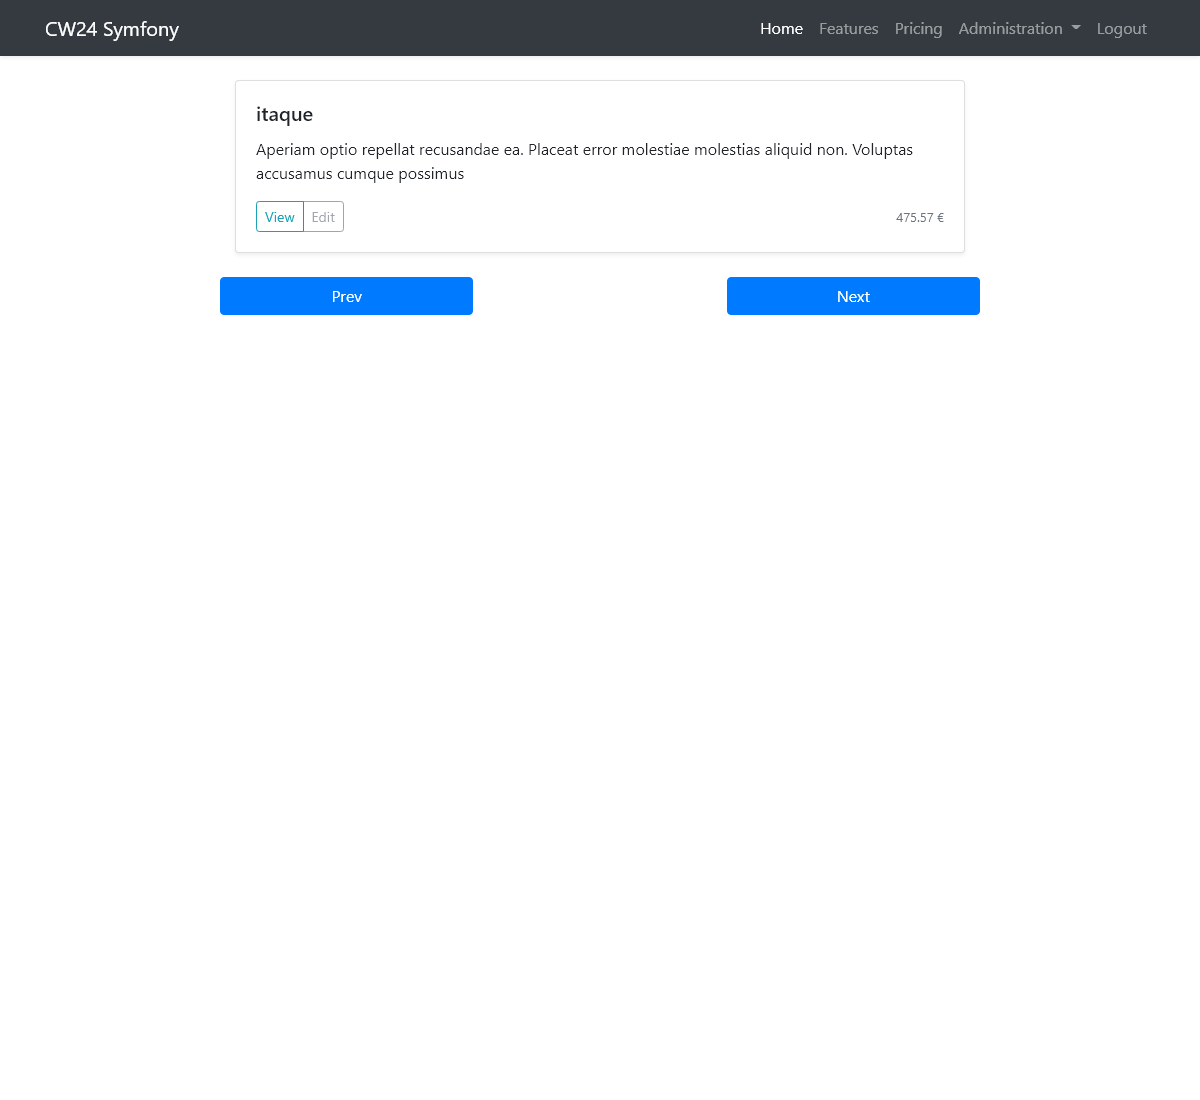 CW24 Symfony
Home Features Pricing Administration Logout
itaque
Aperiam optio repellat recusandae ea. Placeat error molestiae molestias aliquid non. Voluptas
accusamus cumque possimus
View Edit 475.57 €
Prev Next